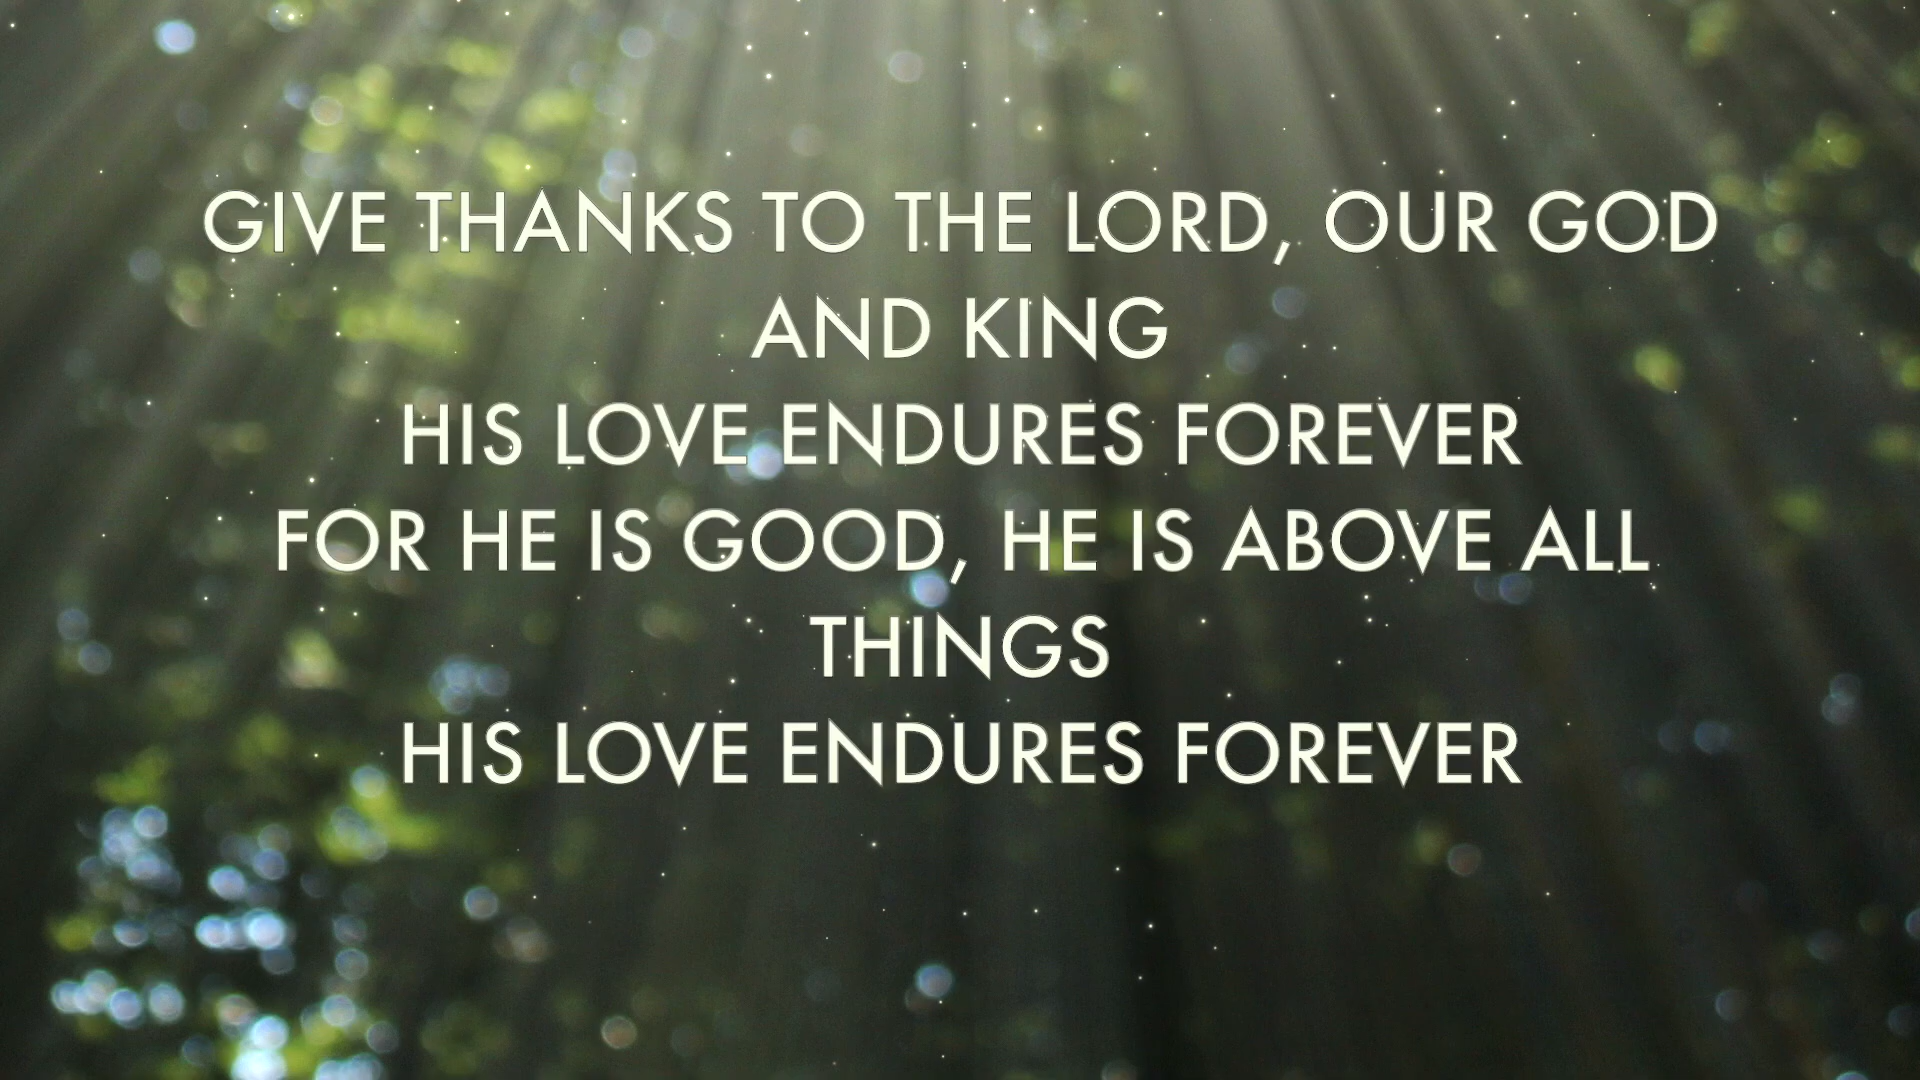 GIVE THANKS TO THE LORD, OUR GOD
AND KING
HIS LOVE ENDURES FOREVER
FOR HE IS GOOD, HE IS ABOVE ALL
THINGS
HIS LOVE ENDURES FOREVER